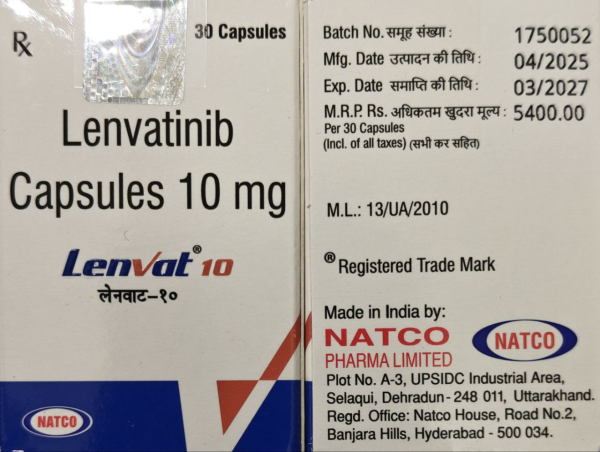 Rx
30 Capsules
Lenvatinib
Capsules 10 mg
Lenvat® 10
लेनवाट-१०
NATCO
Batch No. समूह संख्या : 1750052
Mfg. Date उत्पादन की तिथि : 04/2025
Exp. Date समाप्ति की तिथि : 03/2027
M.R.P. Rs. अधिकतम खुदरा मूल्य : 5400.00
Per 30 Capsules
(Incl. of all taxes) (सभी कर सहित)
M.L.: 13/UA/2010
® Registered Trade Mark
Made in India by:
NATCO
PHARMA LIMITED
NATCO
Plot No. A-3, UPSIDC Industrial Area,
Selaqui, Dehradun - 248 011, Uttarakhand.
Regd. Office: Natco House, Road No.2,
Banjara Hills, Hyderabad - 500 034.